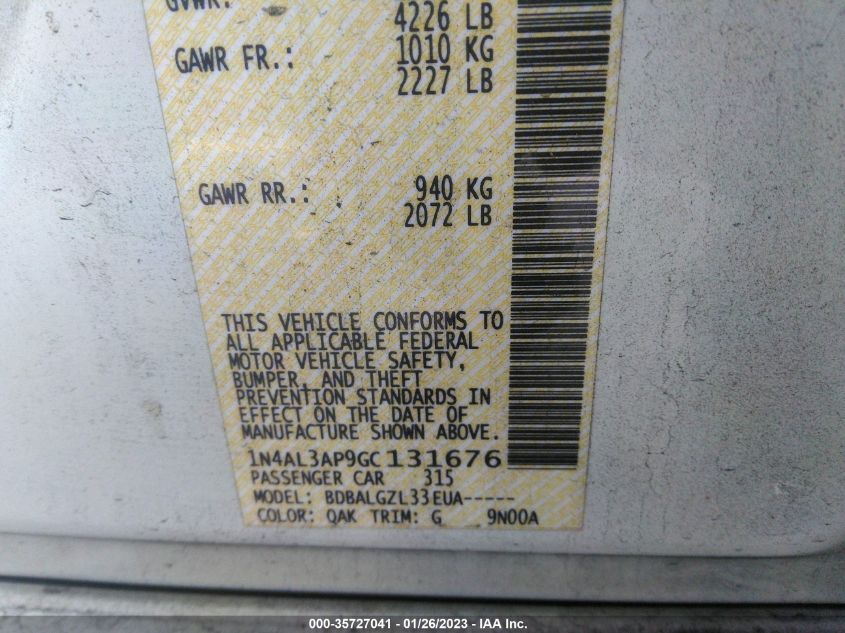 GVWR:
4226 LB
GAWR FR.: 1010 KG
2227 LB
GAWR RR.: 940 KG
2072 LB
THIS VEHICLE CONFORMS TO
ALL APPLICABLE FEDERAL
MOTOR VEHICLE SAFETY,
BUMPER, AND THEFT
PREVENTION STANDARDS IN
EFFECT ON THE DATE OF
MANUFACTURE SHOWN ABOVE.
1N4AL3AP9GC131676
PASSENGER CAR 315
MODEL: BDBALGZL33EUA-----
COLOR: QAK TRIM: G 9N00A
000-35727041 - 01/26/2023 - IAA Inc.